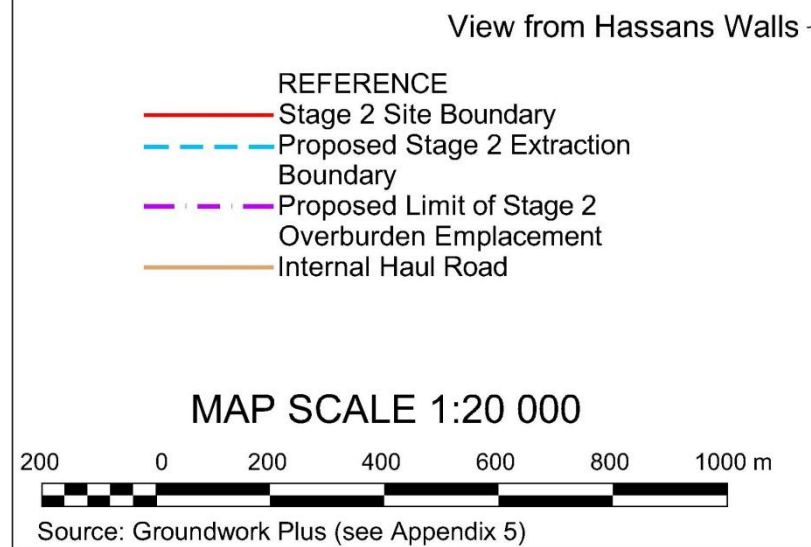 View from Hassans Walls
REFERENCE
Stage 2 Site Boundary
Proposed Stage 2 Extraction
Boundary
Proposed Limit of Stage 2
Overburden Emplacement
Internal Haul Road
MAP SCALE 1:20 000
200 0 200 400 600 800 1000 m
Source: Groundwork Plus (see Appendix 5)